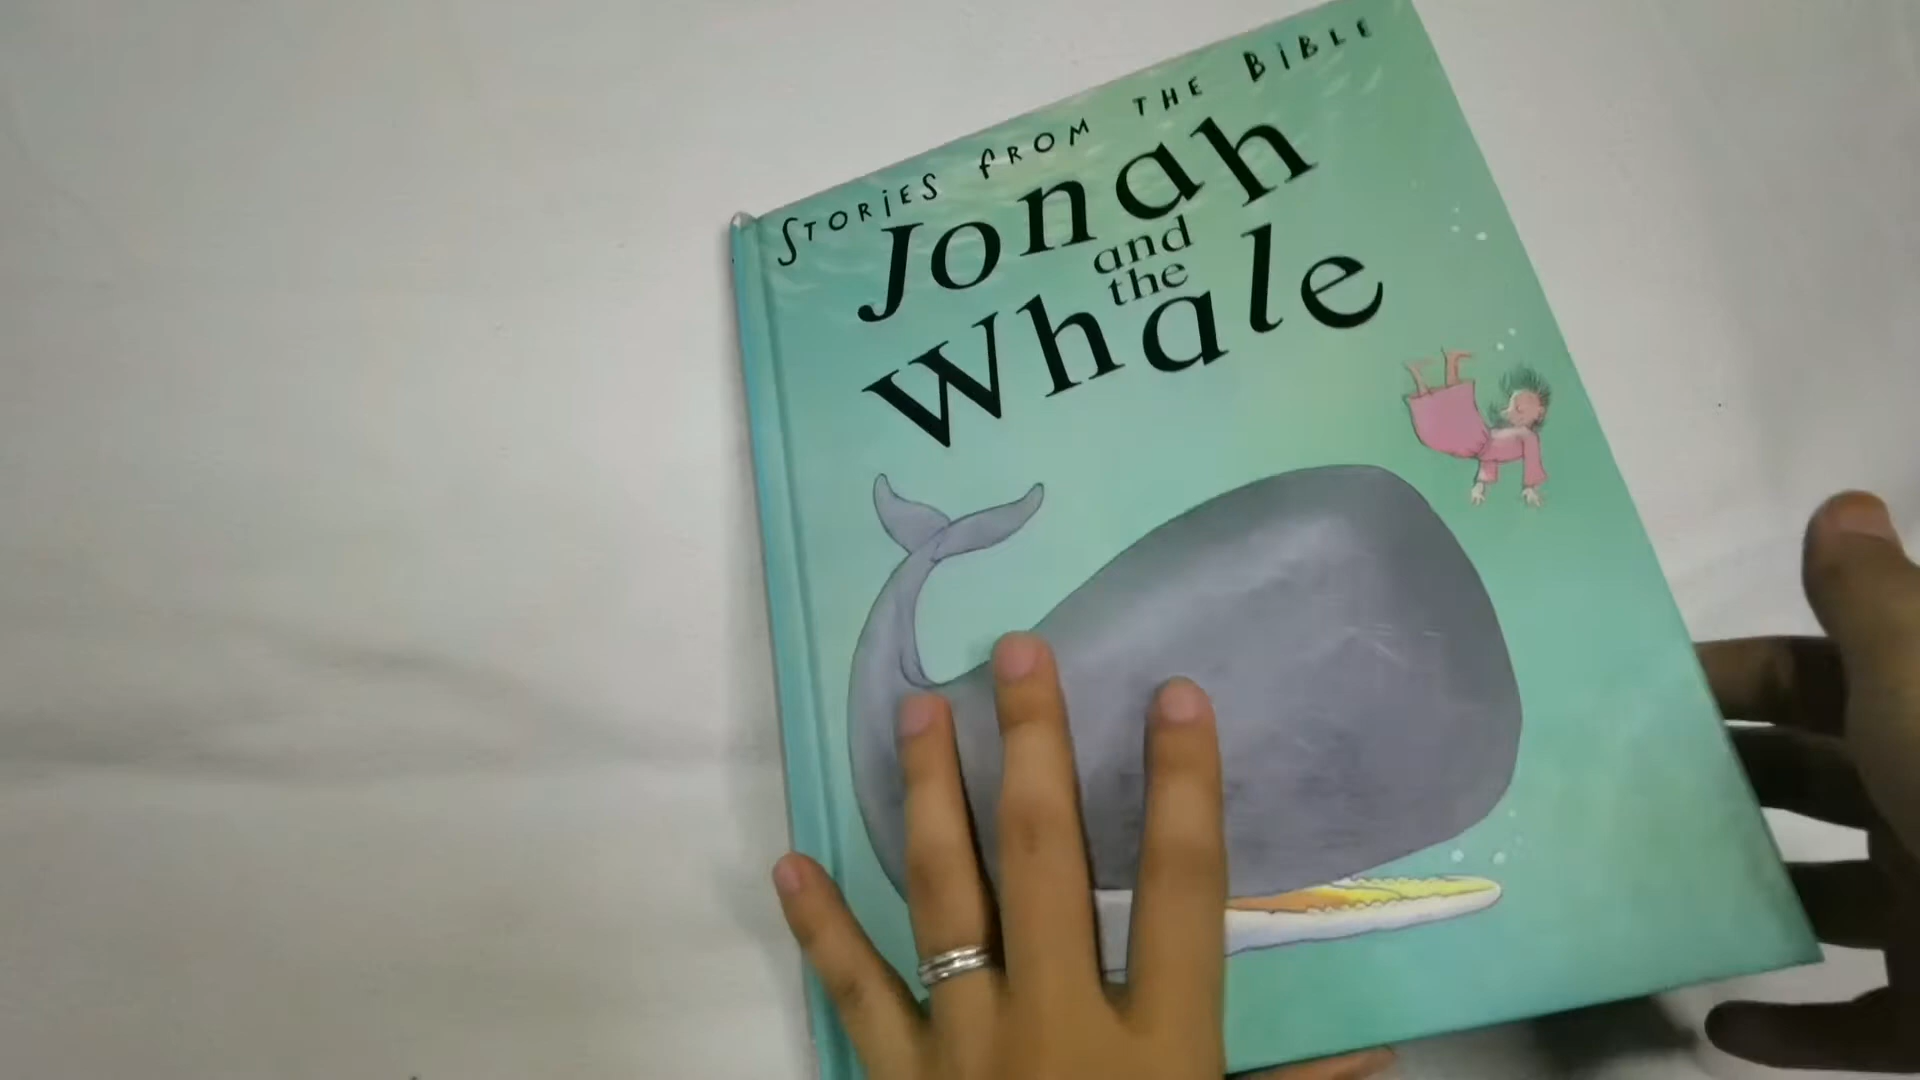 STORiES fROM THE BiBLE
Jonah
and
the
Whale